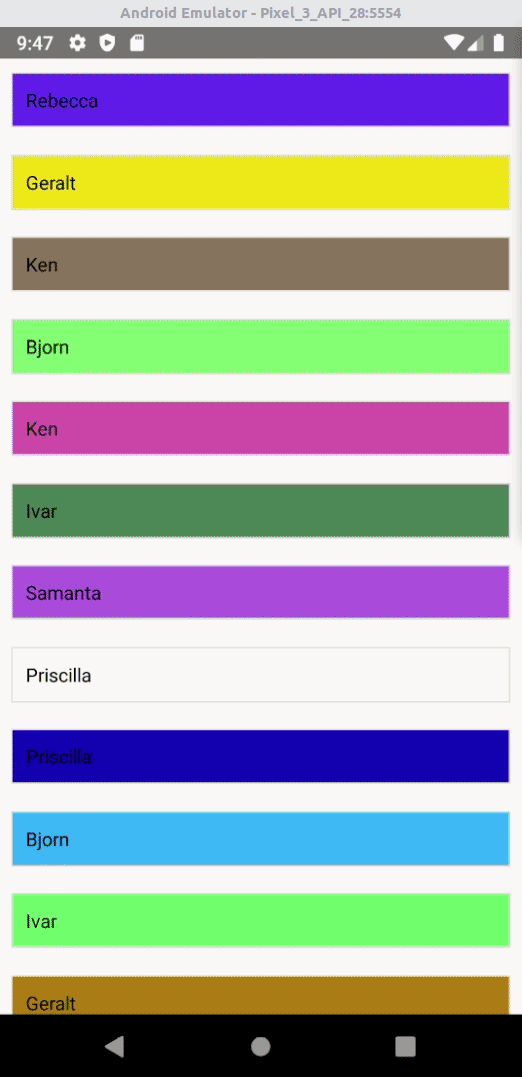 Android Emulator - Pixel_3_API_28:5554
9:47
Rebecca
Geralt
Ken
Bjorn
Ken
Ivar
Samanta
Priscilla
Priscilla
Bjorn
Ivar
Geralt